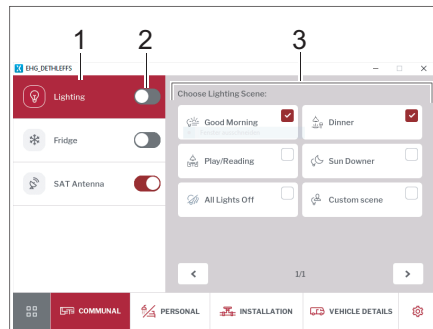 1 2 3
EHG_DETHLEFFS
Lighting
Choose Lighting Scene:
Good Morning
Dinner
Fridge
Play/Reading
Sun Downer
SAT Antenna
All Lights Off
Custom scene
1/1
COMMUNAL
PERSONAL
INSTALLATION
VEHICLE DETAILS